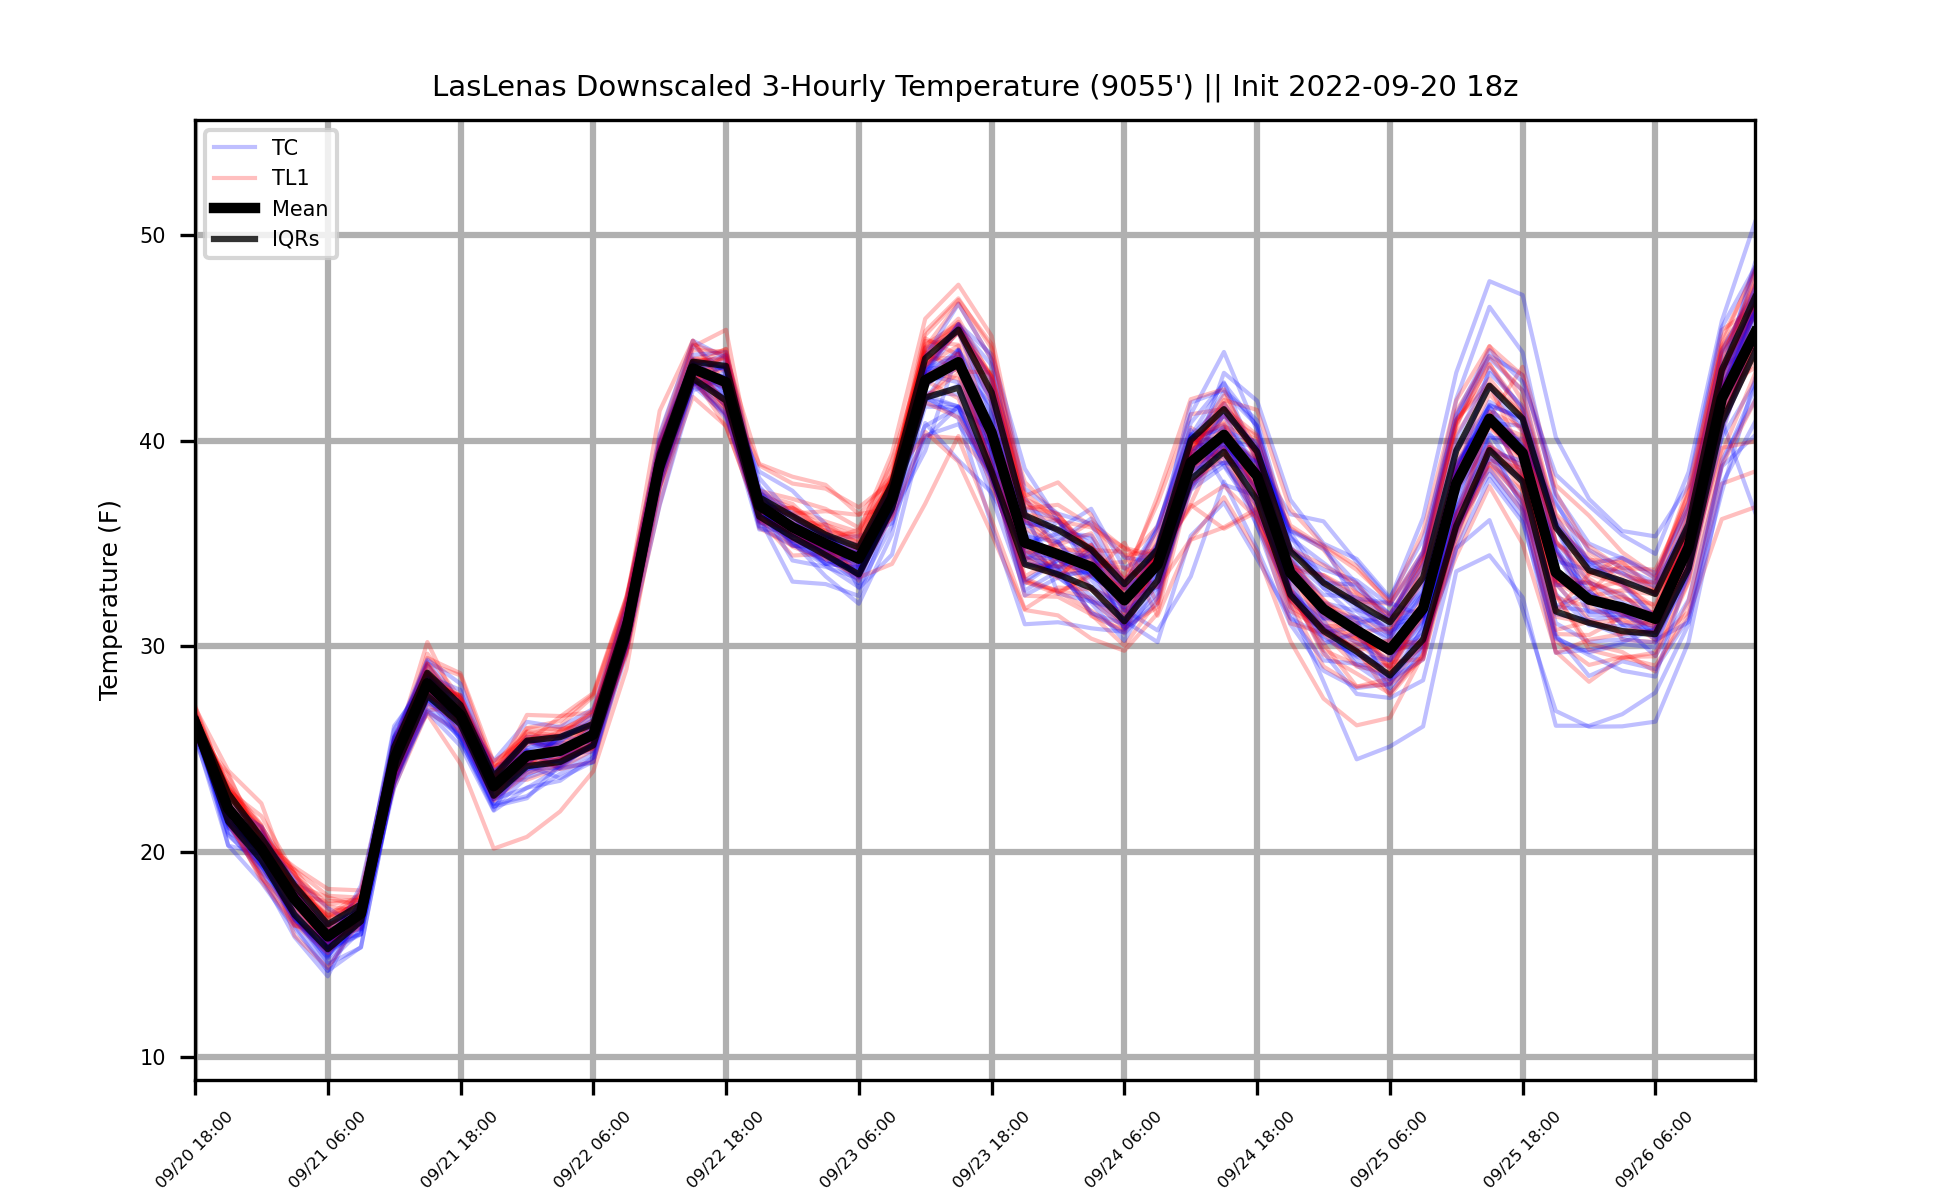 LasLenas Downscaled 3-Hourly Temperature (9055') || Init 2022-09-20 18z
TC
TL1
Mean
IQRs
Temperature (F)
50
40
30
20
10
09/20 18:00
09/21 06:00
09/21 18:00
09/22 06:00
09/22 18:00
09/23 06:00
09/23 18:00
09/24 06:00
09/24 18:00
09/25 06:00
09/25 18:00
09/26 06:00